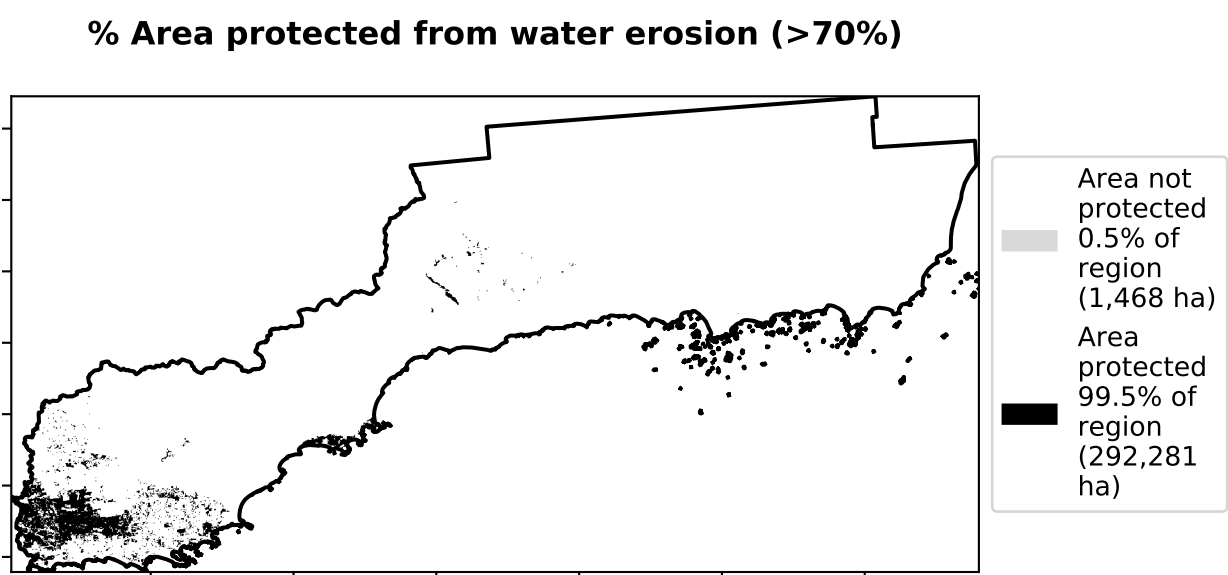 % Area protected from water erosion (>70%)
Area not
protected
0.5% of
region
(1,468 ha)
Area
protected
99.5% of
region
(292,281
ha)